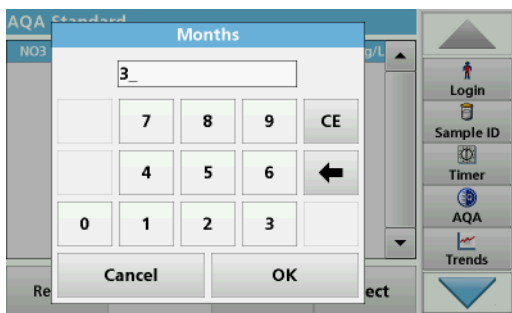 AQA Standard
Months
NO3
g/L
3_
7 8 9 CE
4 5 6
0 1 2 3
Cancel OK
Re
ect
Login
Sample ID
Timer
AQA
Trends